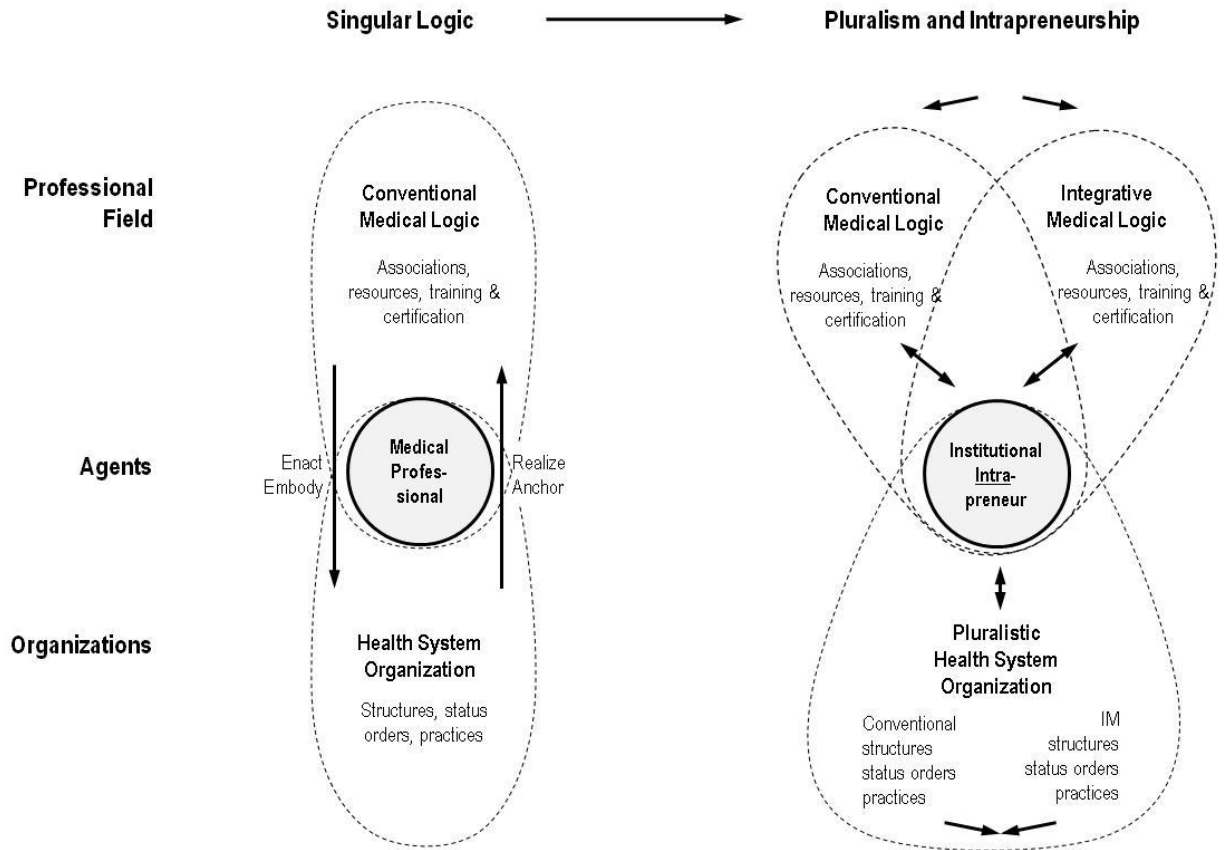 Singular Logic
Pluralism and Intrapreneurship
Professional
Field
Conventional
Medical Logic
Associations,
resources, training &
certification
Conventional
Medical Logic
Associations,
resources, training &
certification
Integrative
Medical Logic
Associations,
resources, training &
certification
Agents
Enact
Embody
Medical
Profes-
sional
Realize
Anchor
Institutional
Intra-
preneur
Organizations
Health System
Organization
Structures, status
orders, practices
Pluralistic
Health System
Organization
Conventional
structures
status orders
practices
IM
structures
status orders
practices